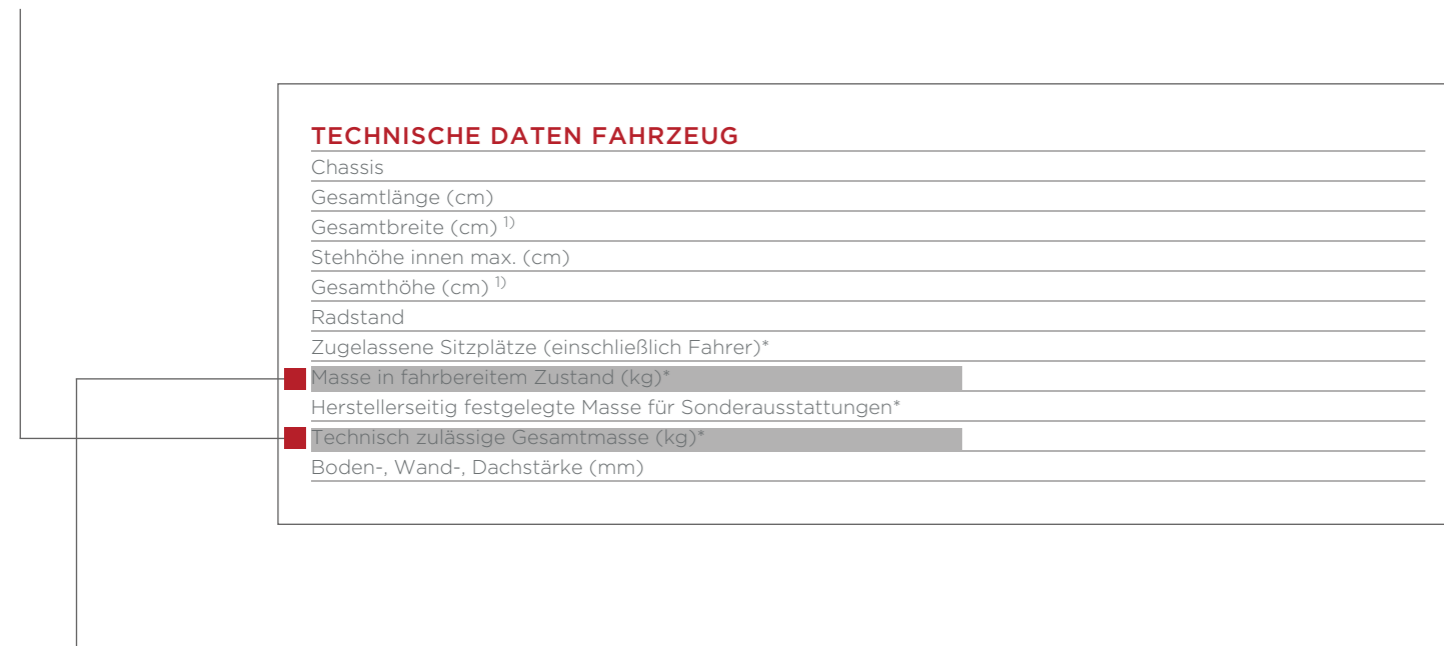 TECHNISCHE DATEN FAHRZEUG
Chassis
Gesamtlänge (cm)
Gesamtbreite (cm) 1)
Stehhöhe innen max. (cm)
Gesamthöhe (cm) 1)
Radstand
Zugelassene Sitzplätze (einschließlich Fahrer)*
Masse in fahrbereitem Zustand (kg)*
Herstellerseitig festgelegte Masse für Sonderausstattungen*
Technisch zulässige Gesamtmasse (kg)*
Boden-, Wand-, Dachstärke (mm)